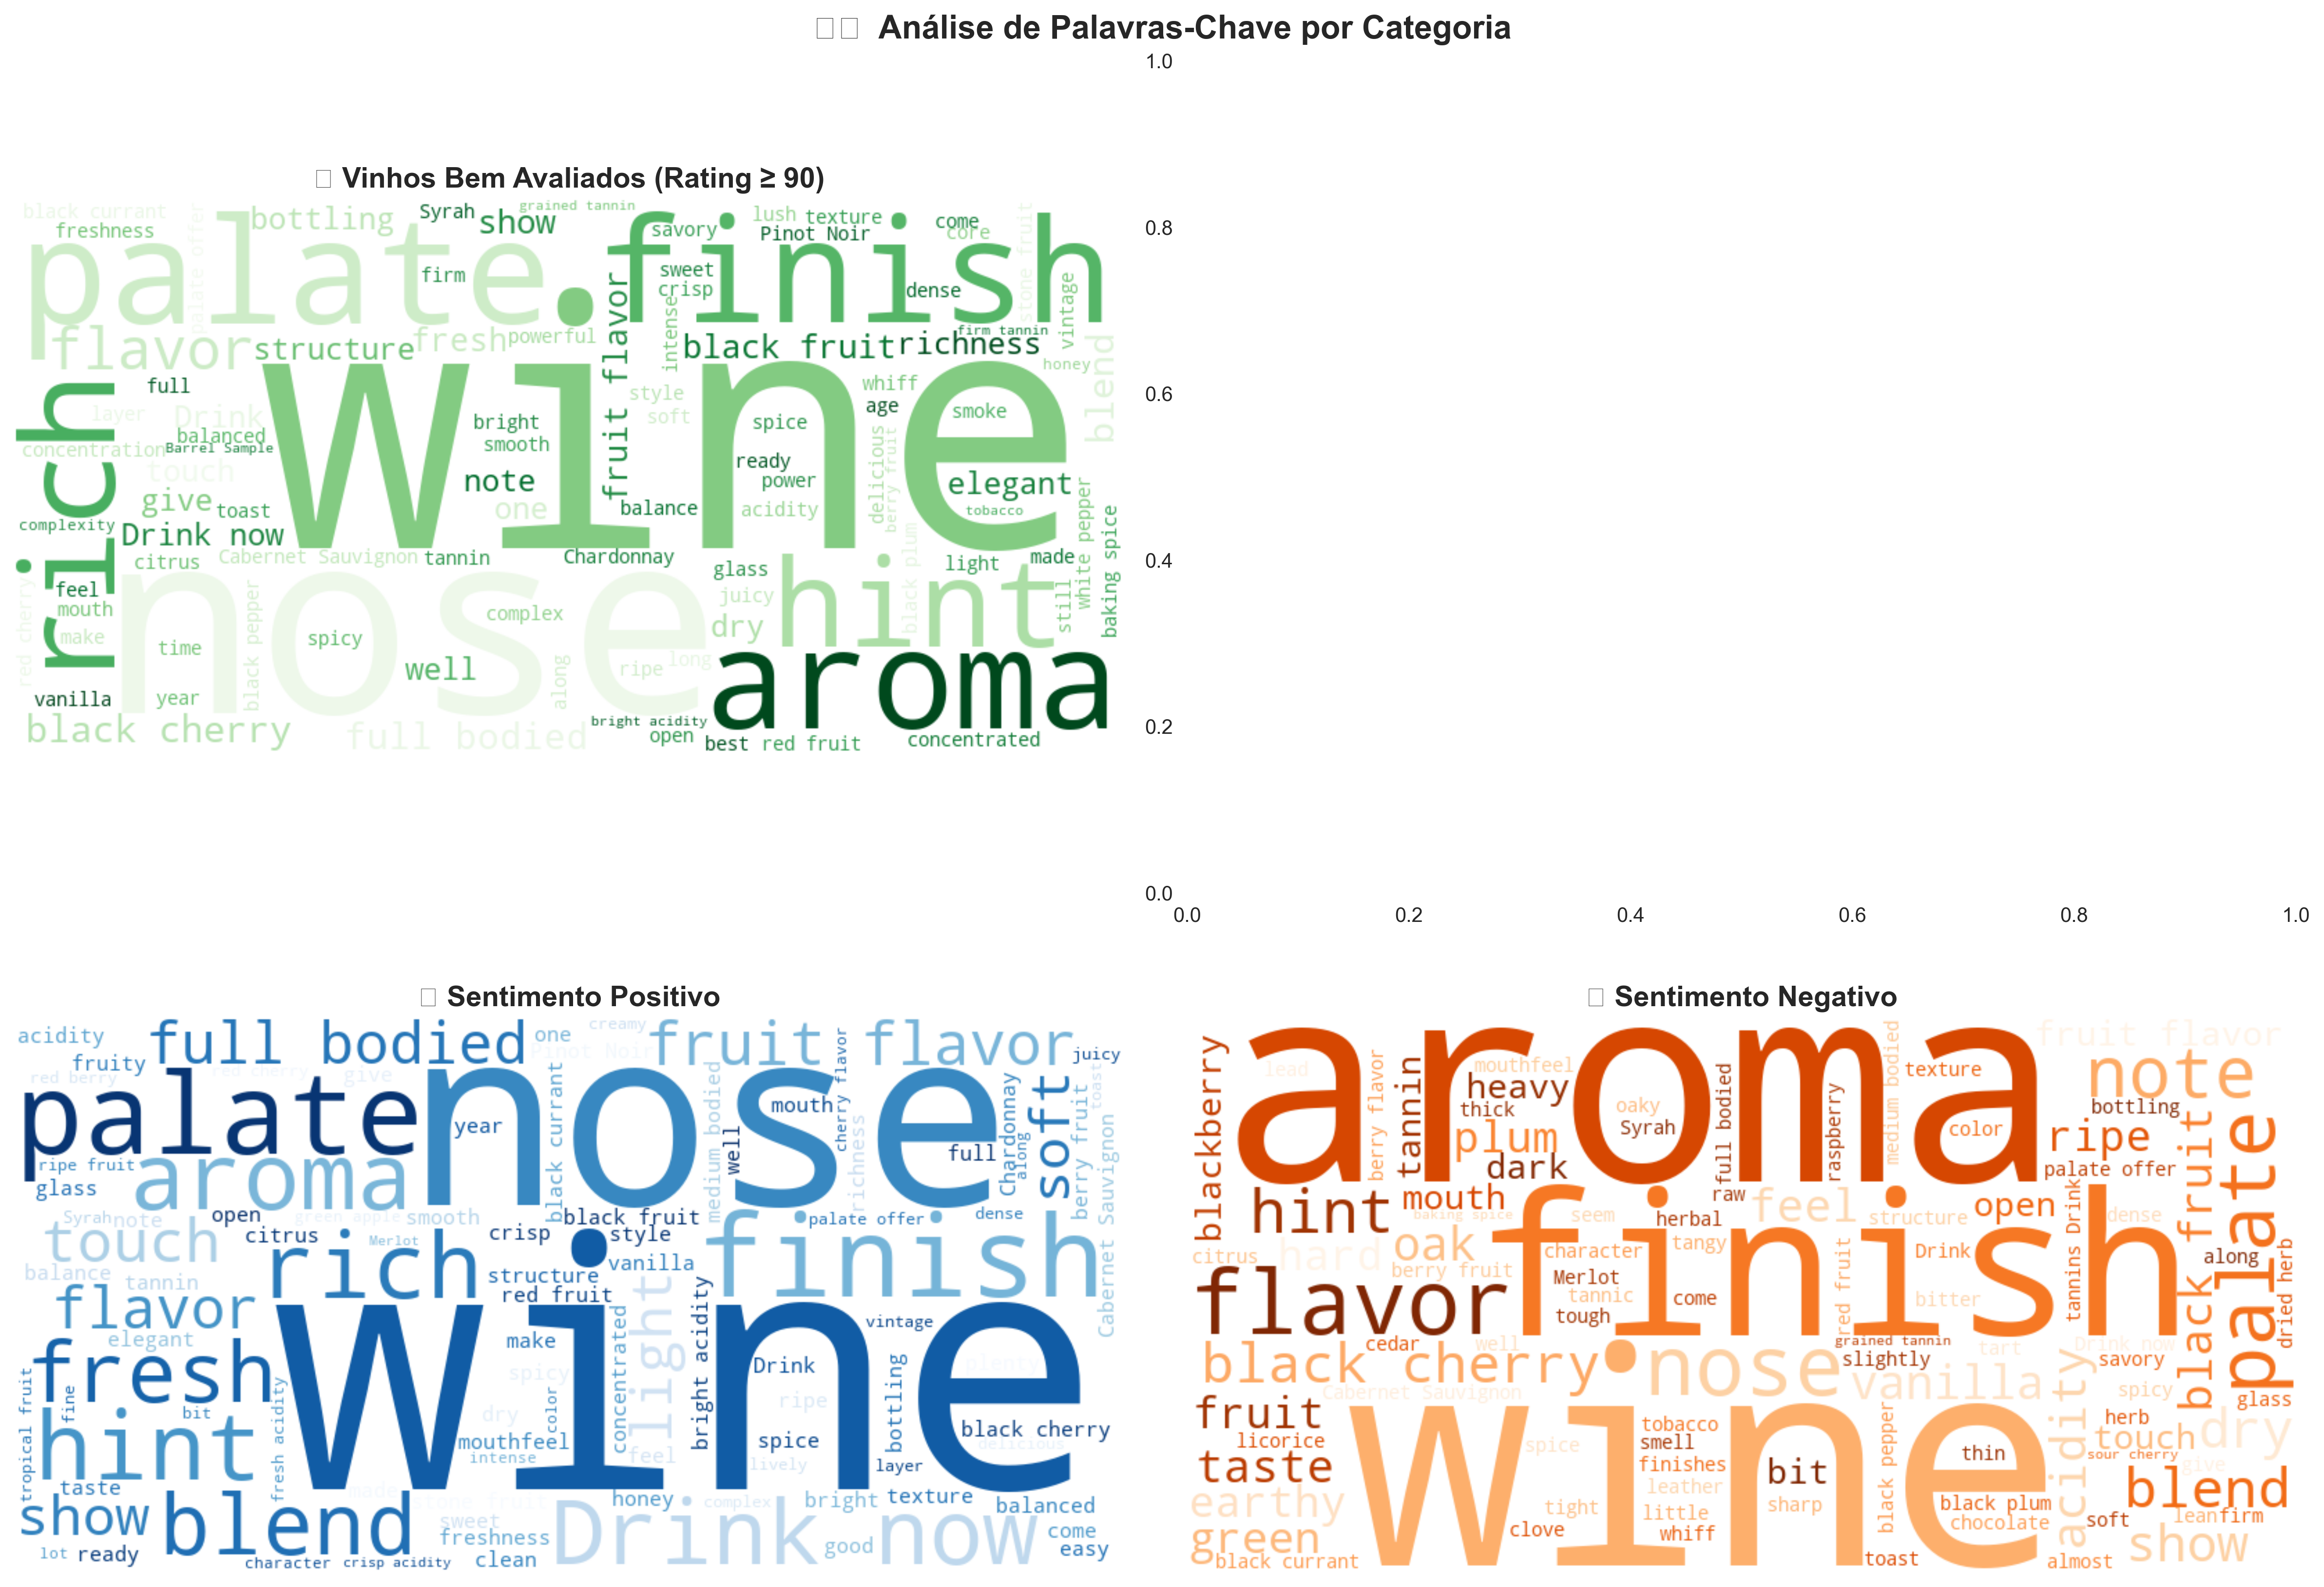 Análise de Palavras-Chave por Categoria
Vinhos Bem Avaliados (Rating ≥ 90)
black currant
palate offer
bottling
Syrah
show
grained tannin
lush
texture
come
core
stone fruit
freshness
savory
Pinot Noir
palate
finish
firm
sweet
crisp
dense
vintage
flavor
structure
fresh
powerful
fruit flavor
intense
black fruit
richness
firm tannin
honey
blend
rich
full
wine
style
whiff
layer
Drink
bright
soft
spice
age
smoke
balanced
smooth
concentration
Barrel Sample
touch
ready
delicious
berry fruit
note
power
elegant
give
toast
one
balance
acidity
tobacco
white pepper
baking spice
complexity
Drink now
citrus
Cabernet Sauvignon
tannin
Chardonnay
black plum
light
made
nose
glass
hint
still
feel
red cherry
mouth
juicy
complex
make
black pepper
spicy
dry
time
well
along
ripe
long
aroma
vanilla
year
black cherry
full bodied
bright acidity
open
best
red fruit
concentrated
1.0
0.8
0.6
0.4
0.2
0.0
0.0 0.2 0.4 0.6 0.8 1.0
Sentimento Positivo
acidity
full bodied
one
creamy
fruit flavor
fruity
Pinot Noir
juicy
red berry
red cherry
give
palate
nose
black currant
medium bodied
mouth
cherry flavor
Chardonnay
soft
berry fruit
toast
year
well
full
along
ripe fruit
aroma
richness
Cabernet Sauvignon
glass
Syrah
note
open
green apple
smooth
black fruit
palate offer
dense
touch
citrus
Merlot
crisp
style
finish
rich
vanilla
balance
tannin
structure
red fruit
flavor
light
bright acidity
elegant
wine
make
vintage
fresh
concentrated
Drink
plenty
spicy
tropical fruit
fine
ripe
bit
fresh acidity
color
dry
bottling
black cherry
hint
mouthfeel
spice
delicious
intense
feel
lively
layer
taste
made
stone fruit
honey
complex
bright
texture
balanced
show
blend
sweet
Drink now
freshness
good
come
lot
ready
character
crisp acidity
clean
easy
Sentimento Negativo
blackberry
aroma
fruit flavor
lead
berry flavor
tannin
mouthfeel
heavy
thick
plum
dark
oaky
Syrah
full bodied
raspberry
medium bodied
color
texture
note
bottling
ripe
black fruit
palate
palate offer
hint
mouth
raw
feel
open
tannins Drink
baking spice
seem
herbal
structure
dense
citrus
hard
oak
character
tangy
finish
Drink
along
dried herb
berry fruit
Merlot
tannic
red fruit
bitter
flavor
come
tough
cedar
well
grained tannin
slightly
tart
Drink now
savory
black cherry
nose
vanilla
Cabernet Sauvignon
acidity
spicy
glass
fruit
wine
tobacco
black pepper
herb
touch
dry
licorice
spice
smell
thin
sour cherry
taste
finishes
bit
give
leather
earthy
tight
little
sharp
black plum
blend
green
clove
whiff
chocolate
soft
lean
firm
black currant
toast
almost
show